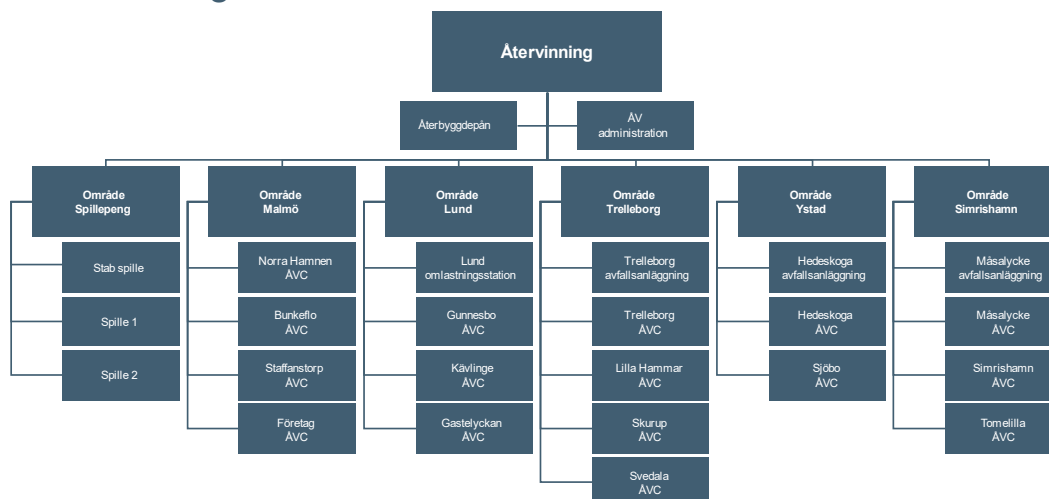 Återvinning
Återbyggdepån
ÅV
administration
Område
Spillepeng
Område
Malmö
Område
Lund
Område
Trelleborg
Område
Ystad
Område
Simrishamn
Stab spille
Norra Hamnen
ÅVC
Lund
omlastningsstation
Trelleborg
avfallsanläggning
Hedeskoga
avfallsanläggning
Måsalycke
avfallsanläggning
Spille 1
Bunkeflo
ÅVC
Gunnesbo
ÅVC
Trelleborg
ÅVC
Hedeskoga
ÅVC
Måsalycke
ÅVC
Spille 2
Staffanstorp
ÅVC
Kävlinge
ÅVC
Lilla Hammar
ÅVC
Sjöbo
ÅVC
Simrishamn
ÅVC
Företag
ÅVC
Gastelyckan
ÅVC
Skurup
ÅVC
Tomelilla
ÅVC
Svedala
ÅVC